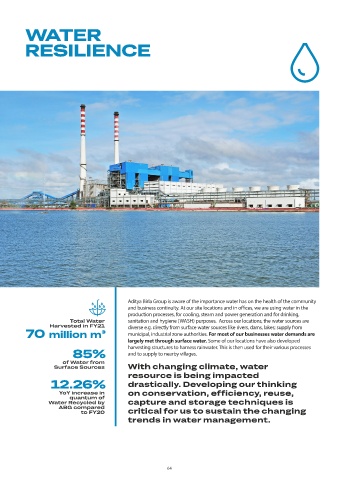 WATER
RESILIENCE
Total Water
Harvested in FY21
70 million m³
85%
of Water from
Surface Sources
12.26%
YoY increase in
quantum of
Water Recycled by
ABG compared
to FY20
Aditya Birla Group is aware of the importance water has on the health of the community
and business continuity. At our site locations and in offices, we are using water in the
production processes, for cooling, steam and power generation and for drinking,
sanitation and hygiene (WASH) purposes. Across our locations, the water sources are
diverse e.g. directly from surface water sources like rivers, dams, lakes; supply from
municipal, industrial zone authorities. For most of our businesses water demands are
largely met through surface water. Some of our locations have also developed
harvesting structures to harness rainwater. This is then used for their various processes
and to supply to nearby villages.
With changing climate, water
resource is being impacted
drastically. Developing our thinking
on conservation, efficiency, reuse,
capture and storage techniques is
critical for us to sustain the changing
trends in water management.